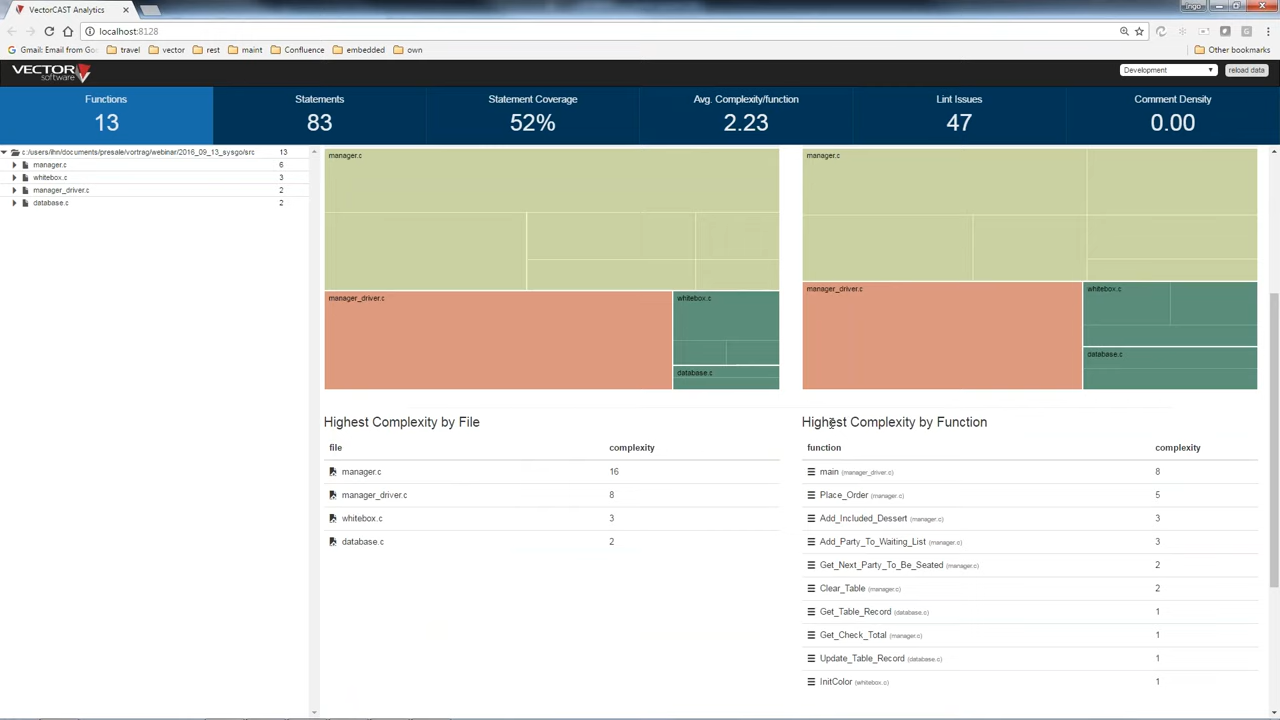 VectorCAST Analytics
Ingo
localhost:8128
Gmail: Email from Go
travel
vector
rest
maint
Confluence
embedded
own
Other bookmarks
VECTOR
software
Development
reload data
Functions
13
Statements
83
Statement Coverage
52%
Avg. Complexity/function
2.23
Lint Issues
47
Comment Density
0.00
c:/users/ihn/documents/presale/vortrag/webinar/2016_09_13_sysgo/src 13
manager.c 6
whitebox.c 3
manager_driver.c 2
database.c 2
manager.c
manager_driver.c
whitebox.c
database.c
manager.c
manager_driver.c
whitebox.c
database.c
Highest Complexity by File
file complexity
manager.c 16
manager_driver.c 8
whitebox.c 3
database.c 2
Highest Complexity by Function
function complexity
main (manager_driver.c) 8
Place_Order (manager.c) 5
Add_Included_Dessert (manager.c) 3
Add_Party_To_Waiting_List (manager.c) 3
Get_Next_Party_To_Be_Seated (manager.c) 2
Clear_Table (manager.c) 2
Get_Table_Record (database.c) 1
Get_Check_Total (manager.c) 1
Update_Table_Record (database.c) 1
InitColor (whitebox.c) 1